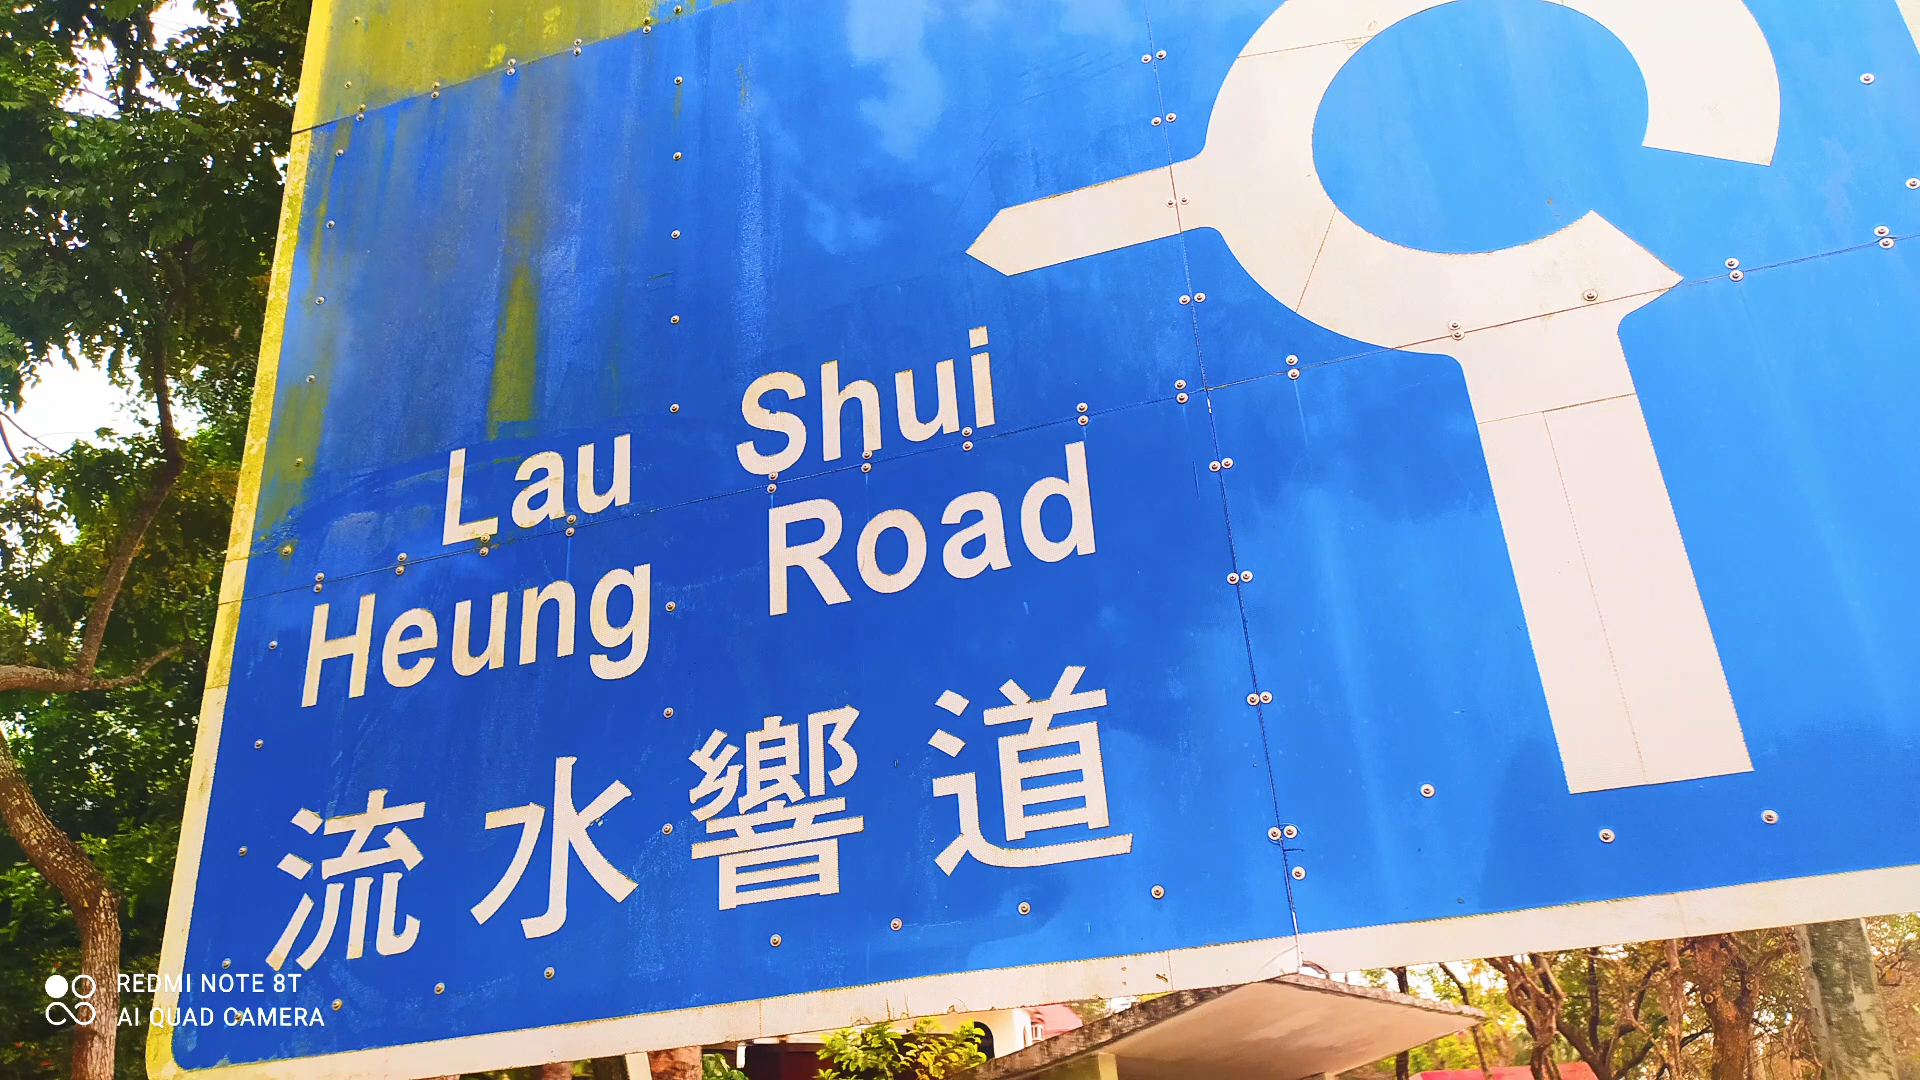 Lau Shui
Heung Road
流水響道
REDMI NOTE 8T
AI QUAD CAMERA